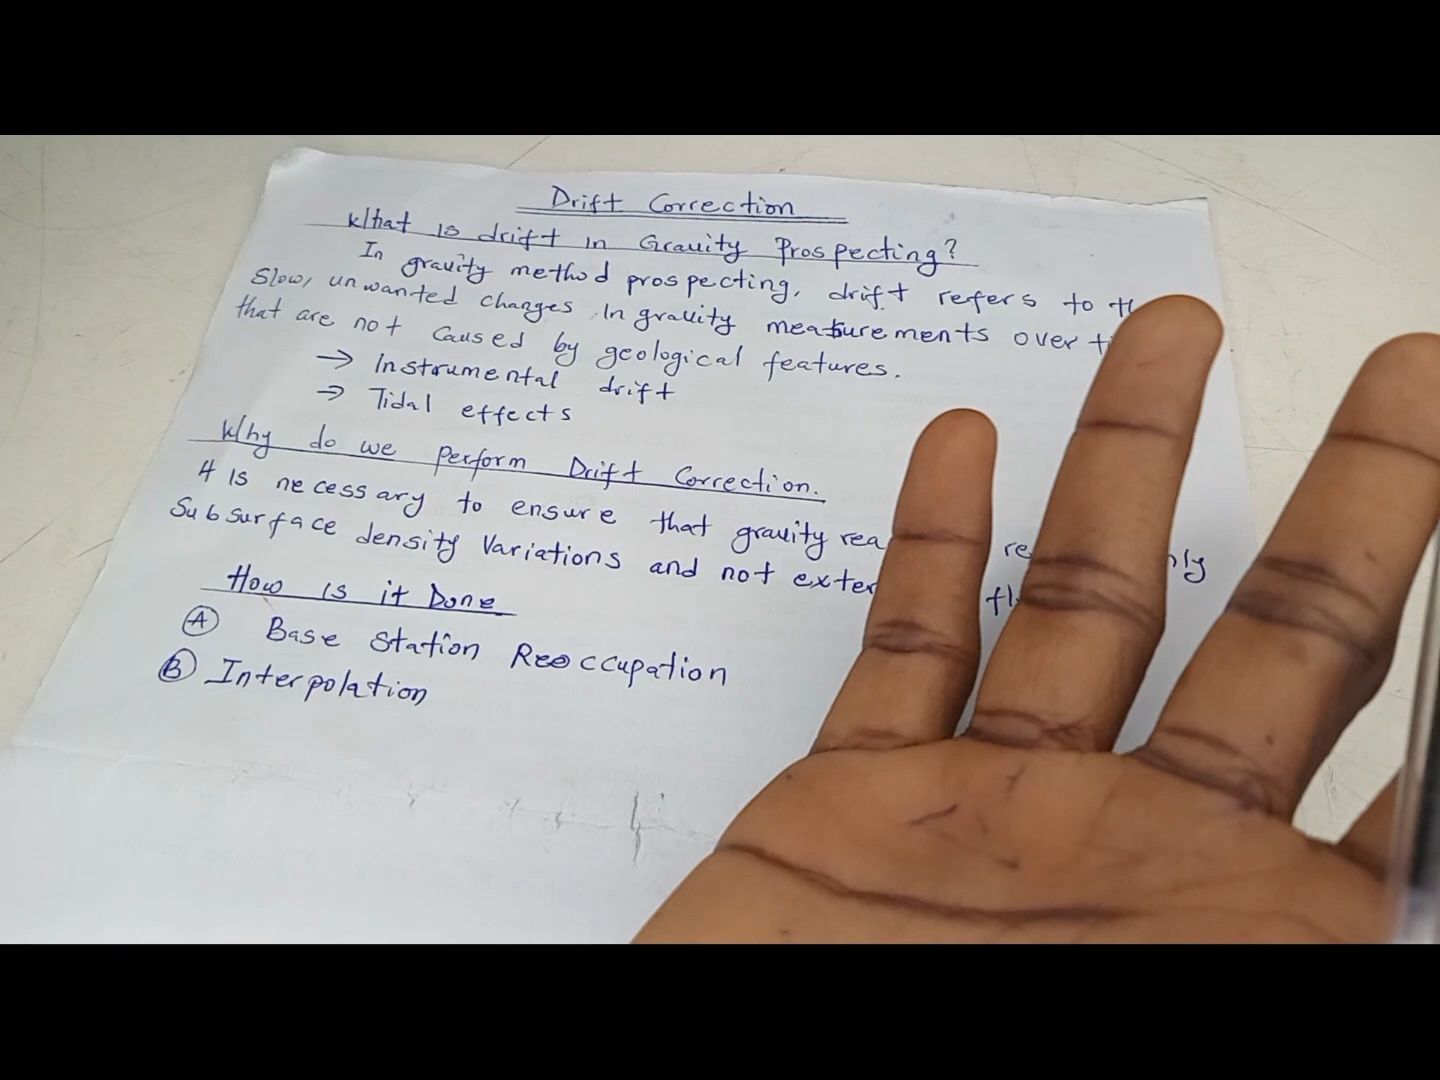 Drift Correction
What is drift in Gravity Prospecting?
In gravity method prospecting, drift refers to
Slow, unwanted changes in gravity measurements over
that are not caused by geological features.
→ Instrumental drift
→ Tidal effects
Why do we perform Drift Correction.
It is necessary to ensure that gravity
Subsurface density variations and not
How is it Done
(A) Base Station Reoccupation
(B) Interpolation